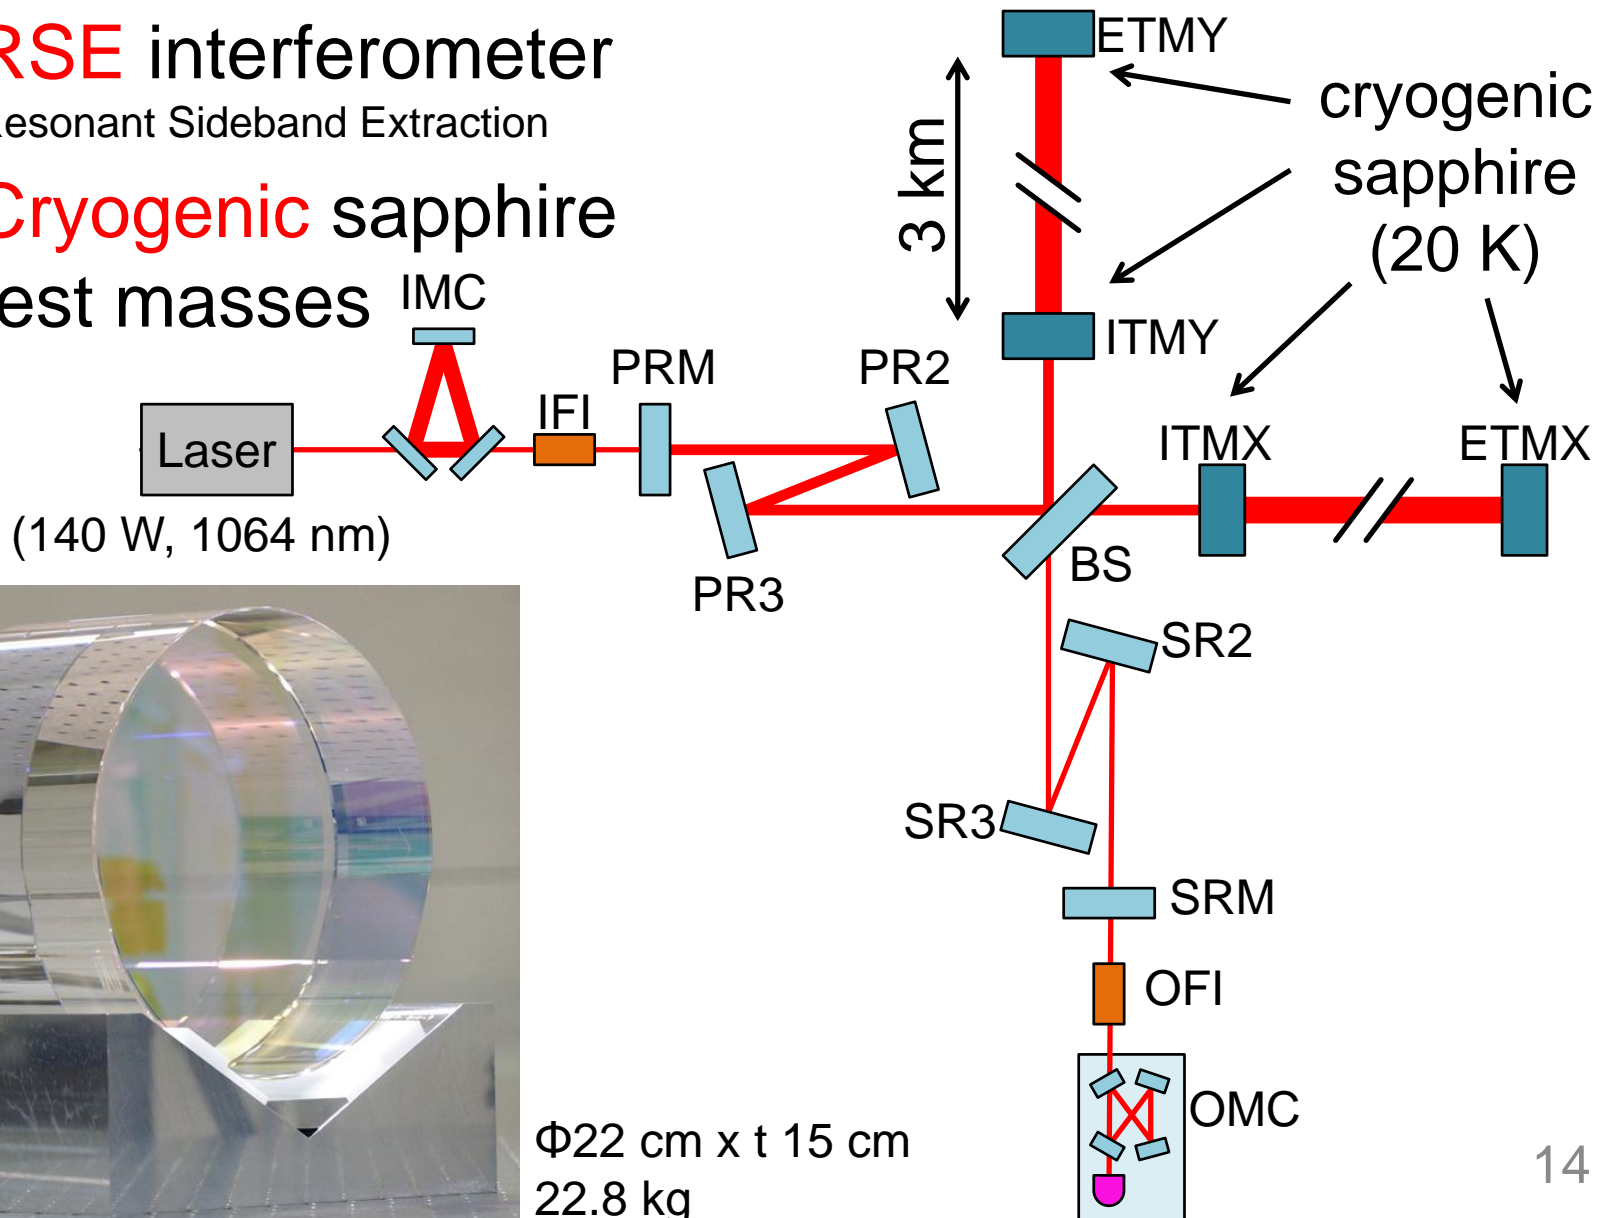 RSE interferometer
esonant Sideband Extraction
Cryogenic sapphire
est masses
IMC
ETMY
cryogenic
sapphire
(20 K)
3 km
ITMY
PRM
PR2
IFI
Laser
ITMX
ETMX
(140 W, 1064 nm)
PR3
BS
SR2
SR3
SRM
OFI
OMC
Φ22 cm x t 15 cm
22.8 kg
14